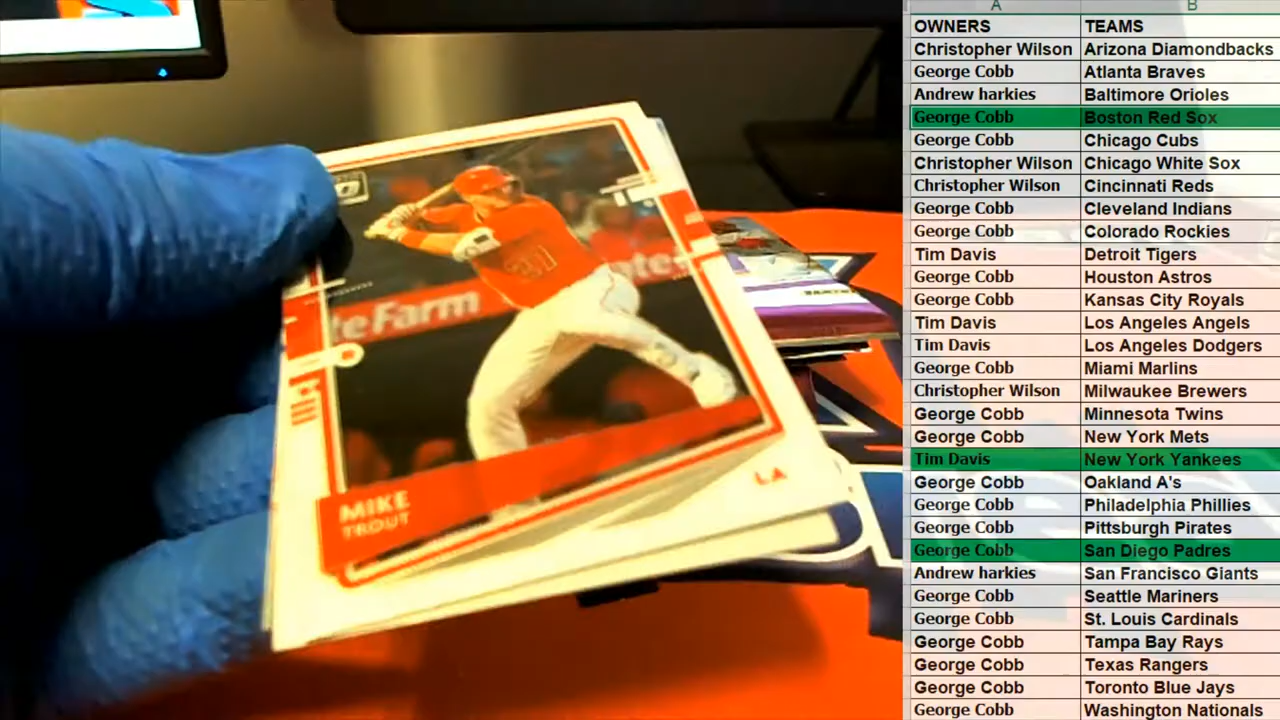 A B
OWNERS TEAMS
Christopher Wilson Arizona Diamondbacks
George Cobb Atlanta Braves
Andrew harkies Baltimore Orioles
George Cobb Boston Red Sox
George Cobb Chicago Cubs
Christopher Wilson Chicago White Sox
Christopher Wilson Cincinnati Reds
George Cobb Cleveland Indians
George Cobb Colorado Rockies
Tim Davis Detroit Tigers
George Cobb Houston Astros
George Cobb Kansas City Royals
Tim Davis Los Angeles Angels
Tim Davis Los Angeles Dodgers
George Cobb Miami Marlins
Christopher Wilson Milwaukee Brewers
George Cobb Minnesota Twins
George Cobb New York Mets
Tim Davis New York Yankees
George Cobb Oakland A's
George Cobb Philadelphia Phillies
George Cobb Pittsburgh Pirates
George Cobb San Diego Padres
Andrew harkies San Francisco Giants
George Cobb Seattle Mariners
George Cobb St. Louis Cardinals
George Cobb Tampa Bay Rays
George Cobb Texas Rangers
George Cobb Toronto Blue Jays
George Cobb Washington Nationals
te Farm
MIKE
TROUT
LA